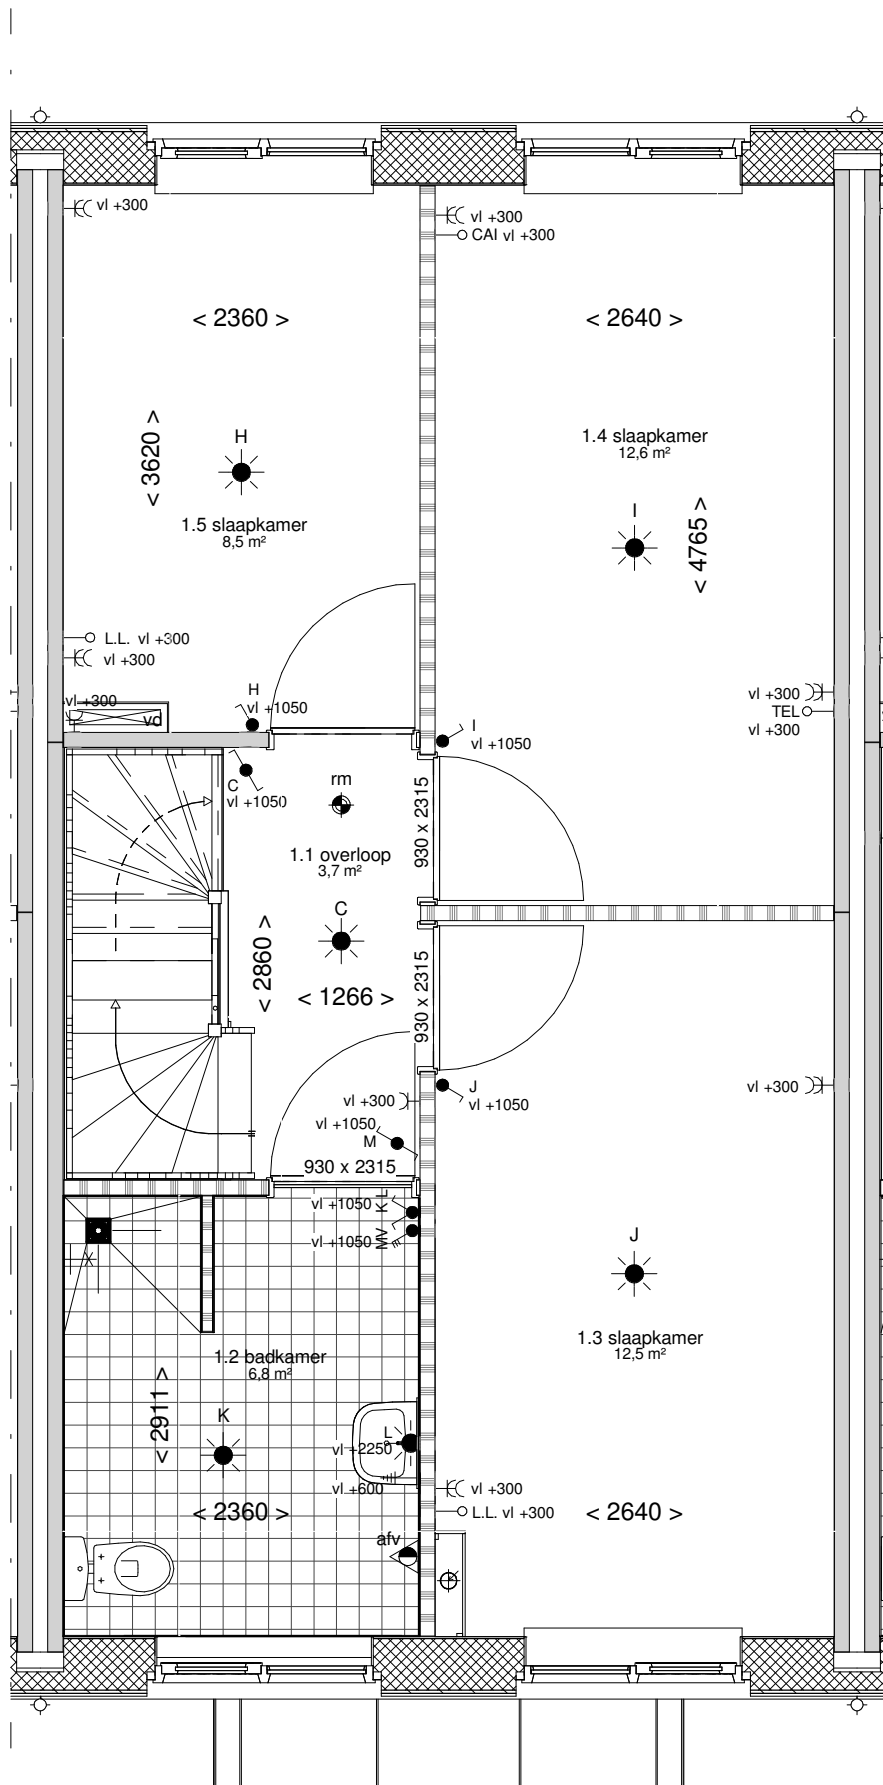 vl +300
vl +300
CAI vl +300
< 2360 >
< 2640 >
< 3620 >
H
1.5 slaapkamer
8,5 m²
1.4 slaapkamer
12,6 m²
I
< 4765 >
L.L. vl +300
vl +300
vl +300
vd
H
vl +1050
I
vl +1050
vl +300
TEL
vl +300
C
vl +1050
rm
930 x 2315
1.1 overloop
3,7 m²
C
< 2860 >
< 1266 >
930 x 2315
vl +300
vl +1050
M
930 x 2315
J
vl +1050
vl +300
vl +1050
K L
vl +1050
MV
J
1.3 slaapkamer
12,5 m²
1.2 badkamer
6,8 m²
< 2911 >
K
L
vl +2250
vl +600
< 2360 >
vl +300
L.L. vl +300
< 2640 >
afv